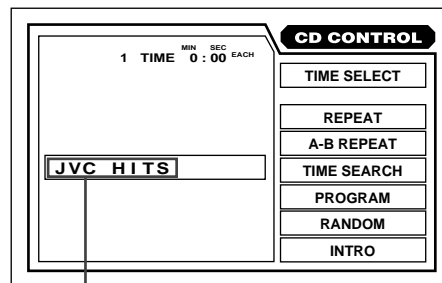 CD CONTROL
MIN SEC
1 TIME 0 : 00 EACH
TIME SELECT
REPEAT
A-B REPEAT
JVC HITS
TIME SEARCH
PROGRAM
RANDOM
INTRO